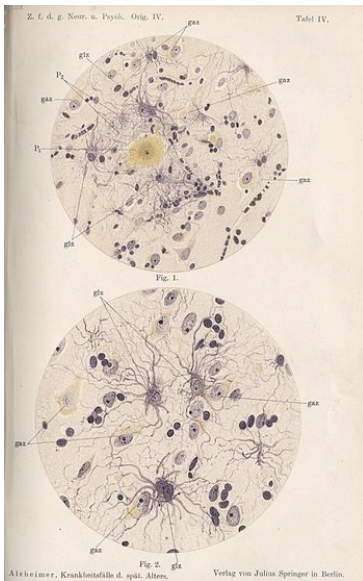 Z. f. d. g. Neur. u. Psych. Orig. IV. Tafel IV.
gaz
glz
P₂
gaz
gaz
P₁
gaz
glz
Fig. 1.
glz
gaz
gaz
gaz
Fig. 2.
glz
Alzheimer, Krankheitsfälle d. spät. Alters. Verlag von Julius Springer in Berlin.